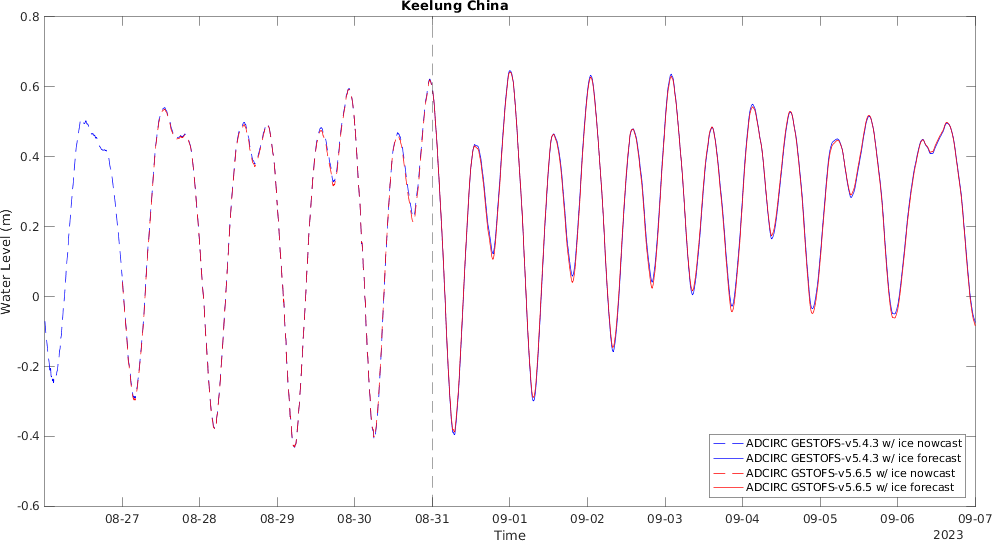 Keelung China
0.8
0.6
0.4
0.2
0
-0.2
-0.4
-0.6
Water Level (m)
08-27 08-28 08-29 08-30 08-31 09-01 09-02 09-03 09-04 09-05 09-06 09-07
Time
2023
ADCIRC GESTOFS-v5.4.3 w/ ice nowcast
ADCIRC GESTOFS-v5.4.3 w/ ice forecast
ADCIRC GSTOFS-v5.6.5 w/ ice nowcast
ADCIRC GSTOFS-v5.6.5 w/ ice forecast